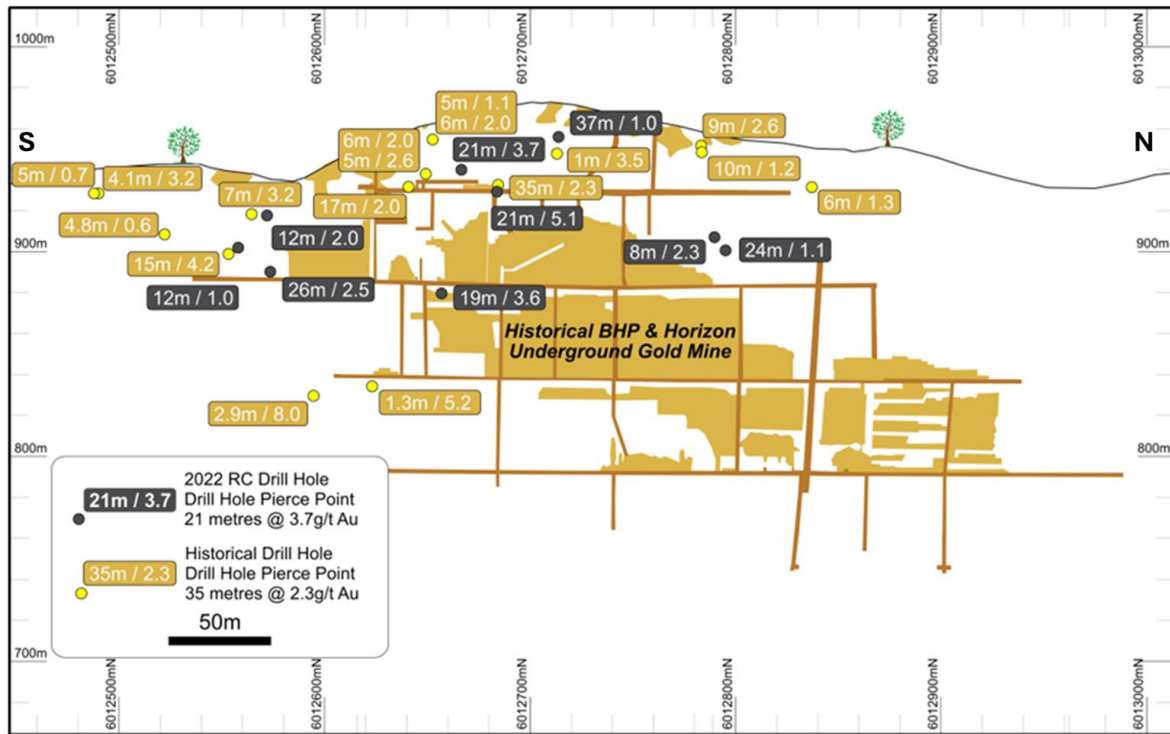 6012500mN
6012600mN
6012700mN
6012800mN
6012900mN
6013000mN
1000m
1000m
S
N
5m / 1.1
6m / 2.0
37m / 1.0
9m / 2.6
6m / 2.0
5m / 2.6
21m / 3.7
1m / 3.5
10m / 1.2
5m / 0.7
4.1m / 3.2
7m / 3.2
17m / 2.0
35m / 2.3
6m / 1.3
21m / 5.1
4.8m / 0.6
12m / 2.0
8m / 2.3
24m / 1.1
900m
900m
15m / 4.2
12m / 1.0
26m / 2.5
19m / 3.6
Historical BHP & Horizon
Underground Gold Mine
2.9m / 8.0
1.3m / 5.2
800m
800m
21m / 3.7
2022 RC Drill Hole
Drill Hole Pierce Point
21 metres @ 3.7g/t Au
35m / 2.3
Historical Drill Hole
Drill Hole Pierce Point
35 metres @ 2.3g/t Au
50m
700m
700m
6012500mN
6012600mN
6012700mN
6012800mN
6012900mN
6013000mN